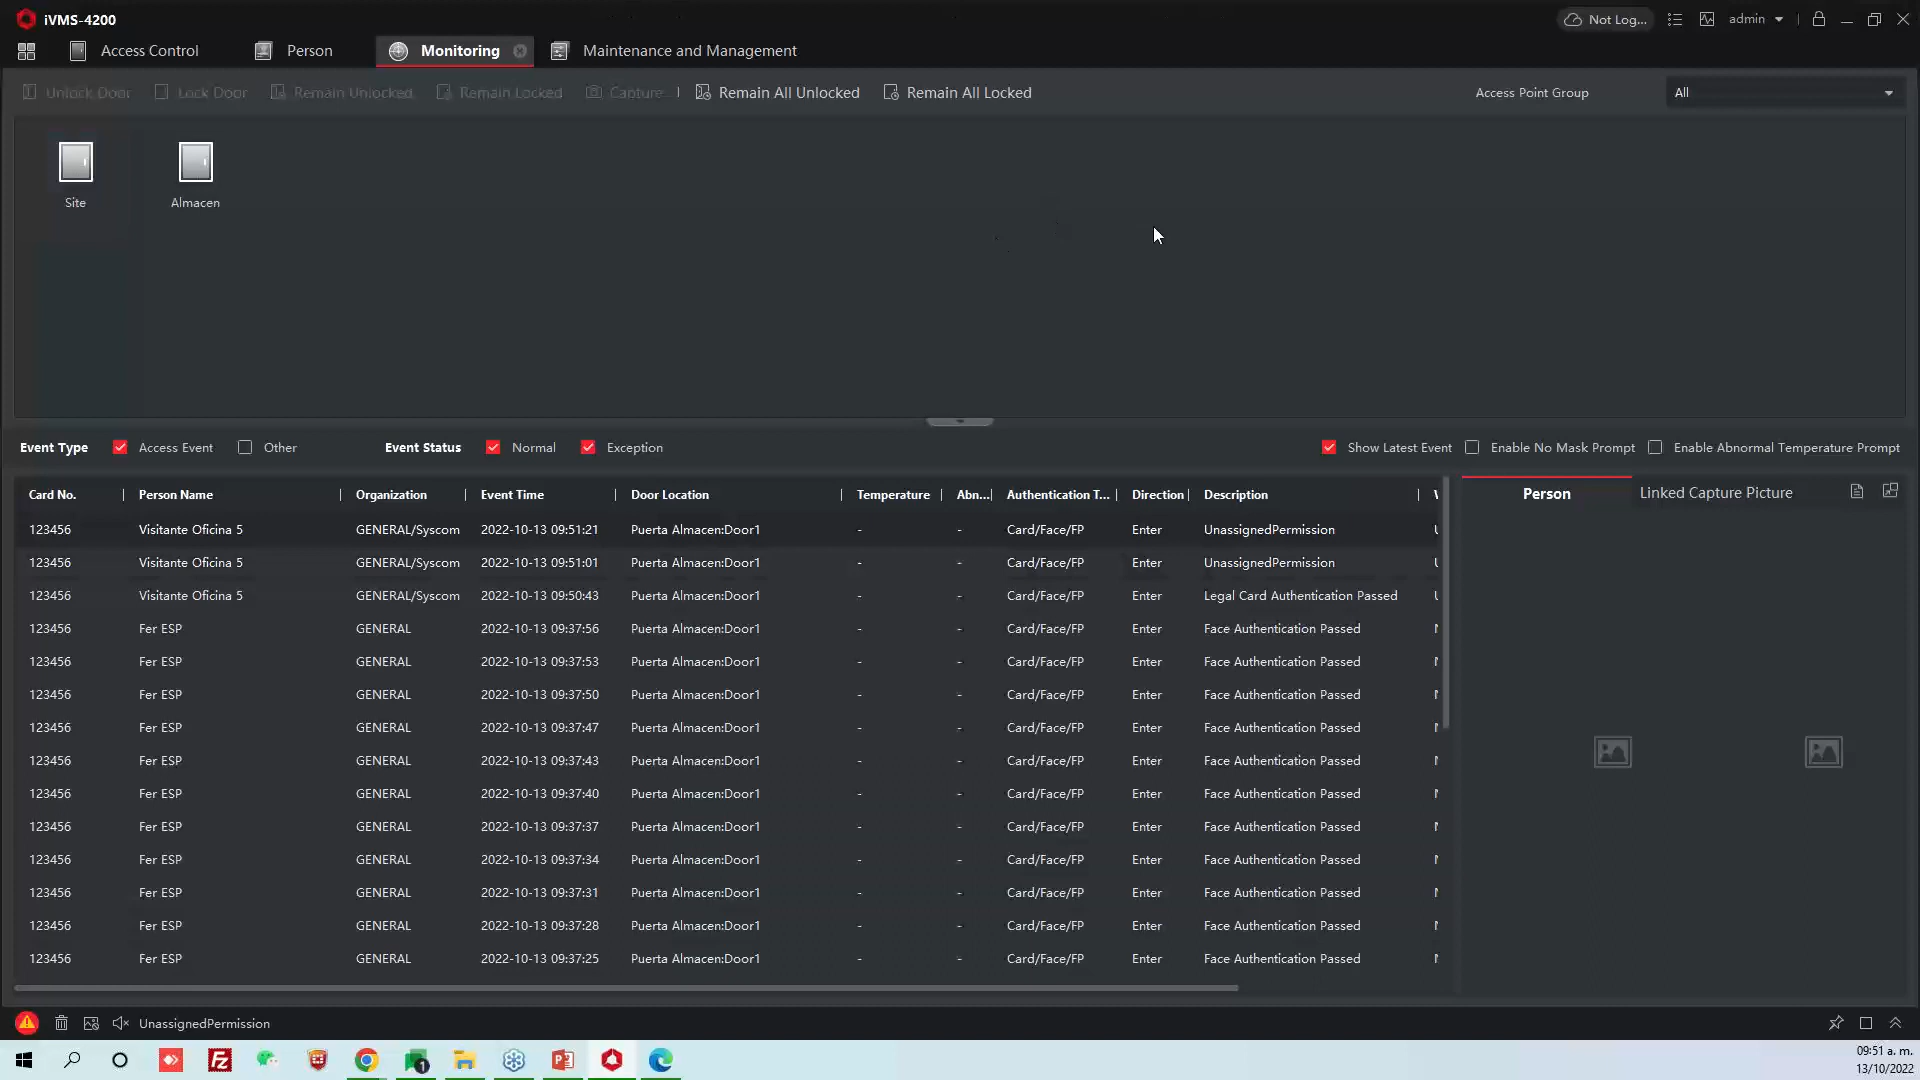 iVMS-4200
Not Log...
admin
Access Control
Person
Monitoring
Maintenance and Management
Unlock Door
Lock Door
Remain Unlocked
Remain Locked
Capture
Remain All Unlocked
Remain All Locked
Access Point Group
All
Site
Almacen
Event Type
Access Event
Other
Event Status
Normal
Exception
Show Latest Event
Enable No Mask Prompt
Enable Abnormal Temperature Prompt
Card No. Person Name Organization Event Time Door Location Temperature Abn... Authentication T... Direction Description
123456 Visitante Oficina 5 GENERAL/Syscom 2022-10-13 09:51:21 Puerta Almacen:Door1 - - Card/Face/FP Enter UnassignedPermission
123456 Visitante Oficina 5 GENERAL/Syscom 2022-10-13 09:51:01 Puerta Almacen:Door1 - - Card/Face/FP Enter UnassignedPermission
123456 Visitante Oficina 5 GENERAL/Syscom 2022-10-13 09:50:43 Puerta Almacen:Door1 - - Card/Face/FP Enter Legal Card Authentication Passed
123456 Fer ESP GENERAL 2022-10-13 09:37:56 Puerta Almacen:Door1 - - Card/Face/FP Enter Face Authentication Passed
123456 Fer ESP GENERAL 2022-10-13 09:37:53 Puerta Almacen:Door1 - - Card/Face/FP Enter Face Authentication Passed
123456 Fer ESP GENERAL 2022-10-13 09:37:50 Puerta Almacen:Door1 - - Card/Face/FP Enter Face Authentication Passed
123456 Fer ESP GENERAL 2022-10-13 09:37:47 Puerta Almacen:Door1 - - Card/Face/FP Enter Face Authentication Passed
123456 Fer ESP GENERAL 2022-10-13 09:37:43 Puerta Almacen:Door1 - - Card/Face/FP Enter Face Authentication Passed
123456 Fer ESP GENERAL 2022-10-13 09:37:40 Puerta Almacen:Door1 - - Card/Face/FP Enter Face Authentication Passed
123456 Fer ESP GENERAL 2022-10-13 09:37:37 Puerta Almacen:Door1 - - Card/Face/FP Enter Face Authentication Passed
123456 Fer ESP GENERAL 2022-10-13 09:37:34 Puerta Almacen:Door1 - - Card/Face/FP Enter Face Authentication Passed
123456 Fer ESP GENERAL 2022-10-13 09:37:31 Puerta Almacen:Door1 - - Card/Face/FP Enter Face Authentication Passed
123456 Fer ESP GENERAL 2022-10-13 09:37:28 Puerta Almacen:Door1 - - Card/Face/FP Enter Face Authentication Passed
123456 Fer ESP GENERAL 2022-10-13 09:37:25 Puerta Almacen:Door1 - - Card/Face/FP Enter Face Authentication Passed
Person
Linked Capture Picture
UnassignedPermission
1
09:51 a. m.
13/10/2022